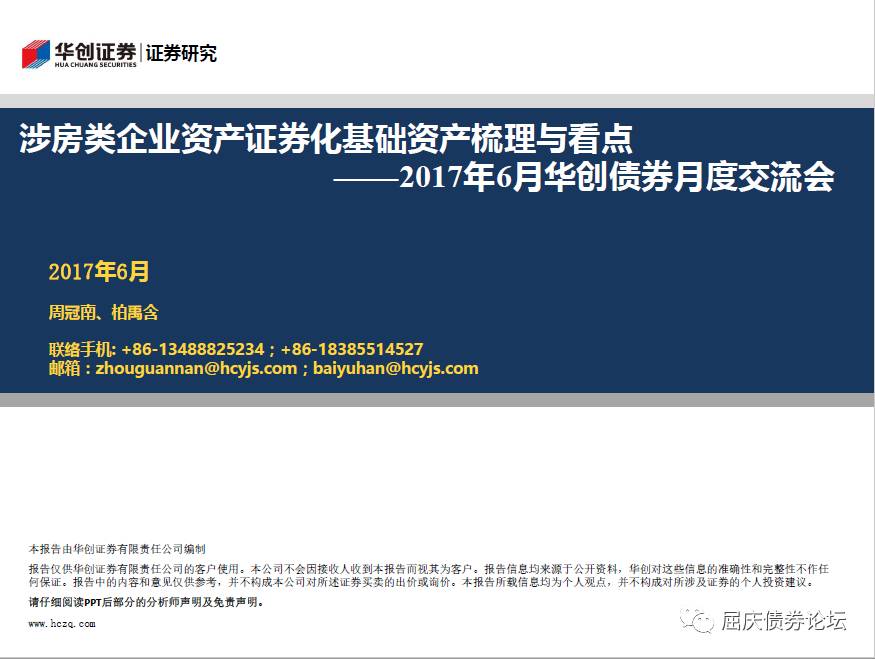 华创证券 证券研究
HUA CHUANG SECURITIES
涉房类企业资产证券化基础资产梳理与看点
——2017年6月华创债券月度交流会
2017年6月
周冠南、柏禹含
联络手机: +86-13488825234；+86-18385514527
邮箱：zhouguannan@hcyjs.com；baiyuhan@hcyjs.com
本报告由华创证券有限责任公司编制
报告仅供华创证券有限责任公司的客户使用。本公司不会因接收人收到本报告而视其为客户。报告信息均来源于公开资料，华创对这些信息的准确性和完整性不作任
何保证。报告中的内容和意见仅供参考，并不构成本公司对所述证券买卖的出价或询价。本报告所载信息均为个人观点，并不构成对所涉及证券的个人投资建议。
请仔细阅读PPT后部分的分析师声明及免责声明。
www.hczq.com
屈庆债券论坛